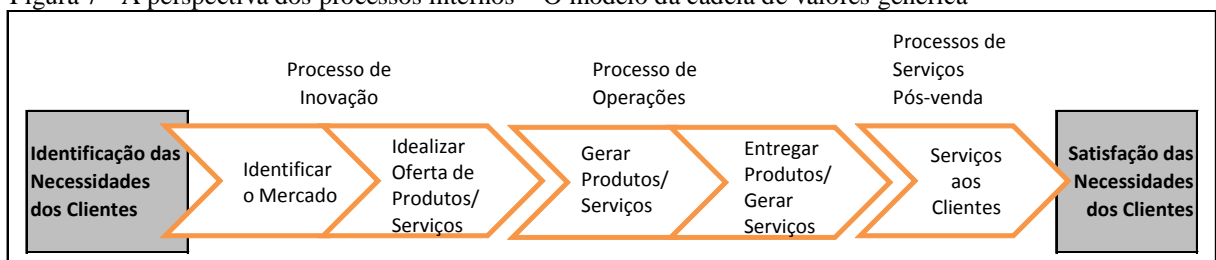 Figura 7 - A perspectiva dos processos internos – O modelo da cadeia de valores genérica
Processo de
Inovação
Processo de
Operações
Processos de
Serviços
Pós-venda
Identificação das
Necessidades
dos Clientes
Identificar
o Mercado
Idealizar
Oferta de
Produtos/
Serviços
Gerar
Produtos/
Serviços
Entregar
Produtos/
Gerar
Serviços
Serviços
aos
Clientes
Satisfação das
Necessidades
dos Clientes